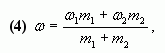 (4) ω = (ω₁m₁ + ω₂m₂) / (m₁ + m₂) ,